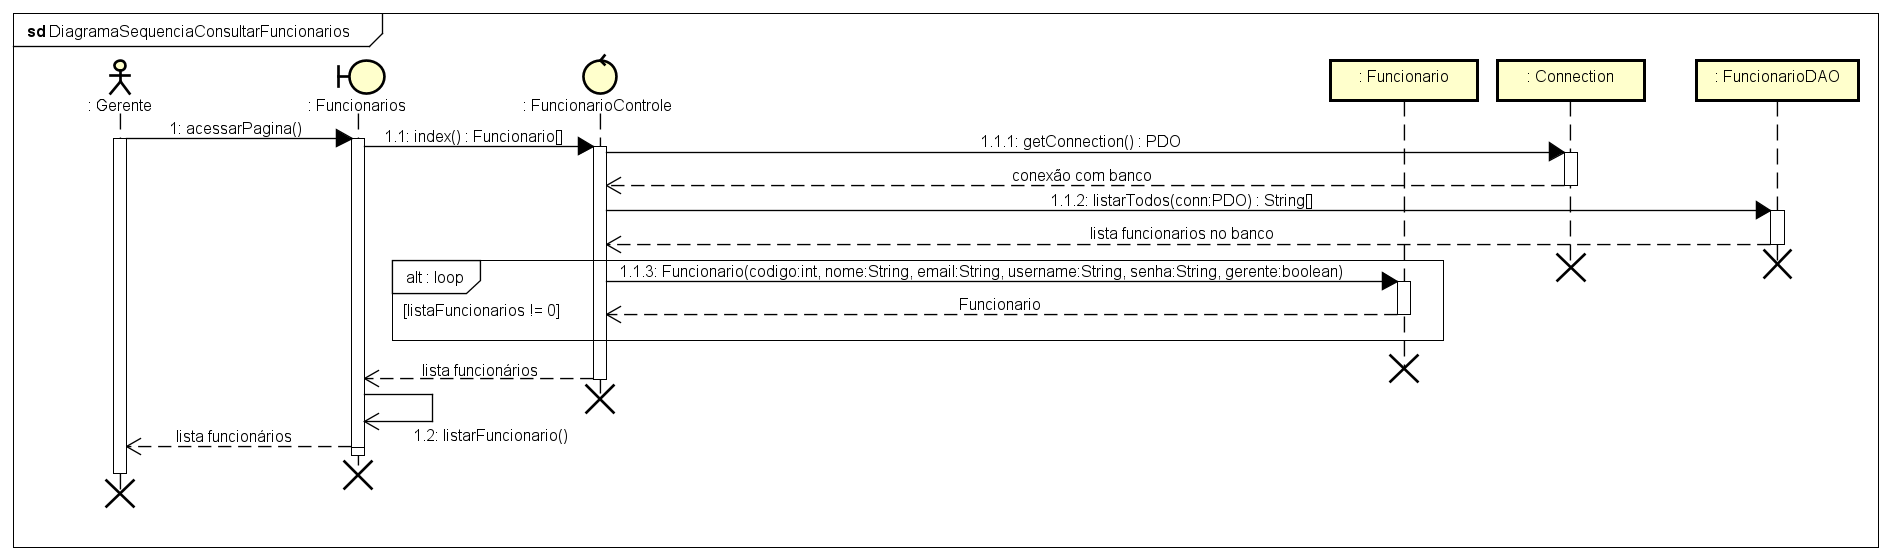 sd DiagramaSequenciaConsultarFuncionarios
: Gerente
: Funcionarios
: FuncionarioControle
: Funcionario
: Connection
: FuncionarioDAO
1: acessarPagina()
1.1: index() : Funcionario[]
1.1.1: getConnection() : PDO
conexão com banco
1.1.2: listarTodos(conn:PDO) : String[]
lista funcionarios no banco
alt : loop
1.1.3: Funcionario(codigo:int, nome:String, email:String, username:String, senha:String, gerente:boolean)
[listaFuncionarios != 0]
Funcionario
lista funcionários
1.2: listarFuncionario()
lista funcionários